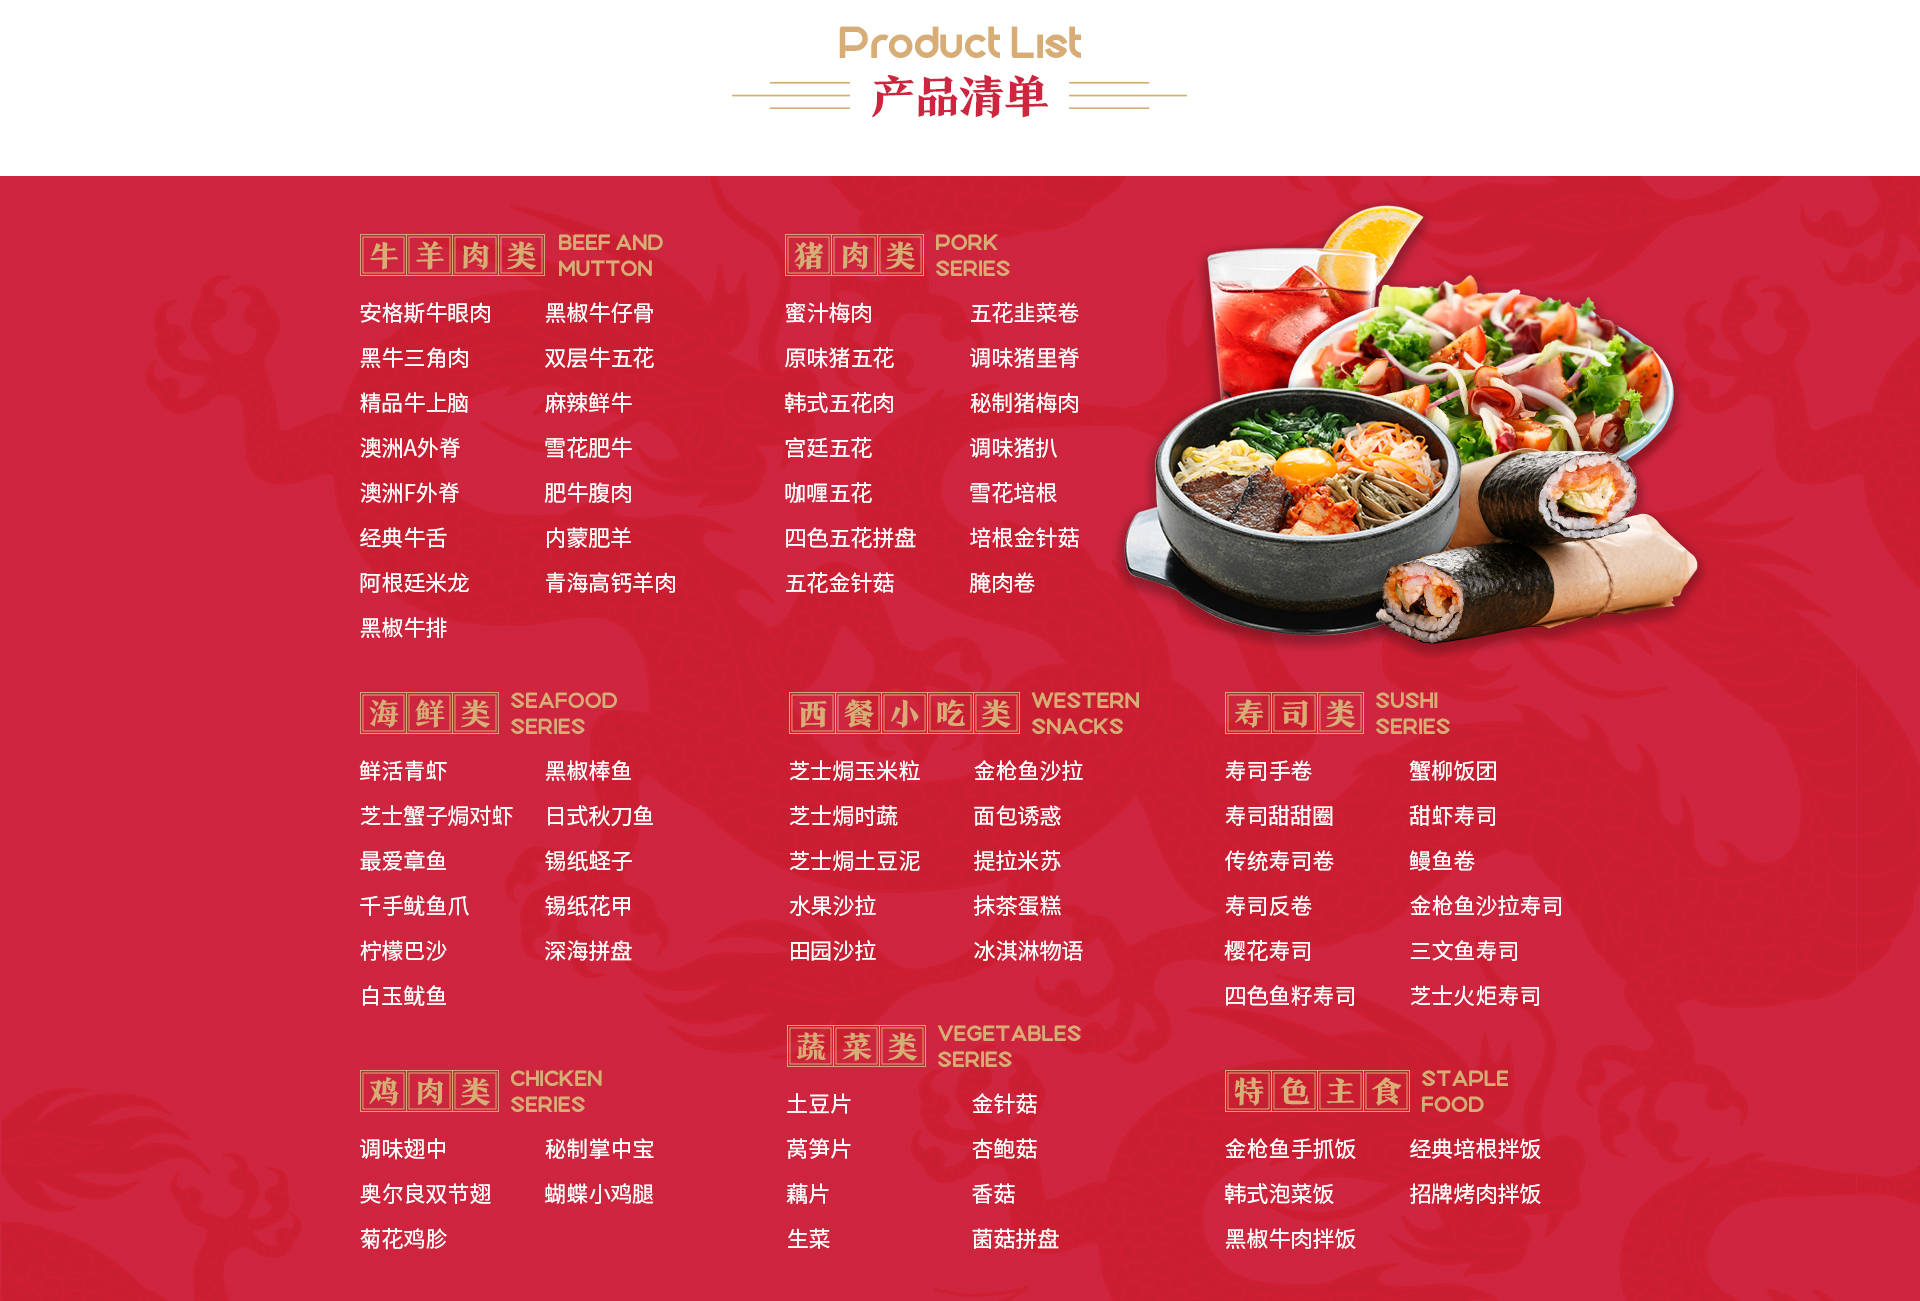 Product List
产品清单
牛羊肉类
BEEF AND
MUTTON
安格斯牛眼肉
黑椒牛仔骨
黑牛三角肉
双层牛五花
精品牛上脑
麻辣鲜牛
澳洲A外脊
雪花肥牛
澳洲F外脊
肥牛腹肉
经典牛舌
内蒙肥羊
阿根廷米龙
青海高钙羊肉
黑椒牛排
猪肉类
PORK
SERIES
蜜汁梅肉
五花韭菜卷
原味猪五花
调味猪里脊
韩式五花肉
秘制猪梅肉
宫廷五花
调味猪扒
咖喱五花
雪花培根
四色五花拼盘
培根金针菇
五花金针菇
腌肉卷
海鲜类
SEAFOOD
SERIES
鲜活青虾
黑椒棒鱼
芝士蟹子焗对虾
日式秋刀鱼
最爱章鱼
锡纸蛏子
千手鱿鱼爪
锡纸花甲
柠檬巴沙
深海拼盘
白玉鱿鱼
西餐小吃类
WESTERN
SNACKS
芝士焗玉米粒
金枪鱼沙拉
芝士焗时蔬
面包诱惑
芝士焗土豆泥
提拉米苏
水果沙拉
抹茶蛋糕
田园沙拉
冰淇淋物语
寿司类
SUSHI
SERIES
寿司手卷
蟹柳饭团
寿司甜甜圈
甜虾寿司
传统寿司卷
鳗鱼卷
寿司反卷
金枪鱼沙拉寿司
樱花寿司
三文鱼寿司
四色鱼籽寿司
芝士火炬寿司
鸡肉类
CHICKEN
SERIES
调味翅中
秘制掌中宝
奥尔良双节翅
蝴蝶小鸡腿
菊花鸡胗
蔬菜类
VEGETABLES
SERIES
土豆片
金针菇
莴笋片
杏鲍菇
藕片
香菇
生菜
菌菇拼盘
特色主食
STAPLE
FOOD
金枪鱼手抓饭
经典培根拌饭
韩式泡菜饭
招牌烤肉拌饭
黑椒牛肉拌饭